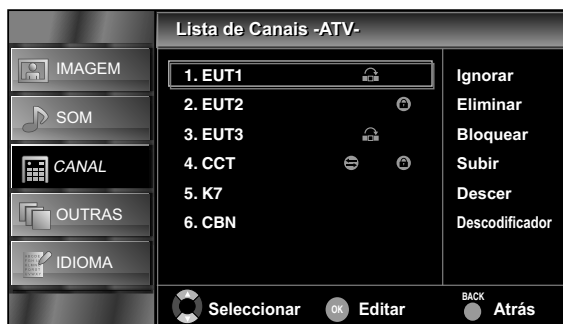 Lista de Canais -ATV-
IMAGEM
SOM
CANAL
OUTRAS
IDIOMA
1. EUT1
2. EUT2
3. EUT3
4. CCT
5. K7
6. CBN
Ignorar
Eliminar
Bloquear
Subir
Descer
Descodificador
Seleccionar
OK Editar
BACK Atrás